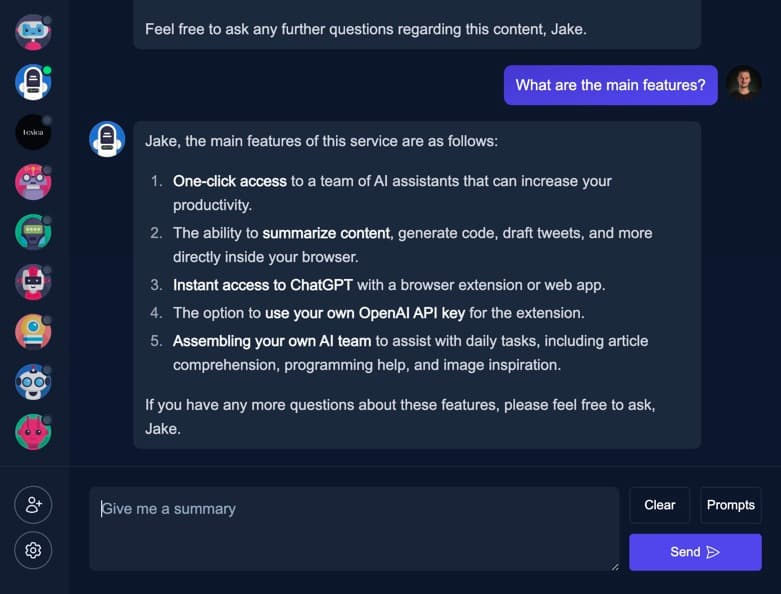 Feel free to ask any further questions regarding this content, Jake.
What are the main features?
Jake, the main features of this service are as follows:
1. One-click access to a team of AI assistants that can increase your
productivity.
2. The ability to summarize content, generate code, draft tweets, and more
directly inside your browser.
3. Instant access to ChatGPT with a browser extension or web app.
4. The option to use your own OpenAI API key for the extension.
5. Assembling your own AI team to assist with daily tasks, including article
comprehension, programming help, and image inspiration.
If you have any more questions about these features, please feel free to ask,
Jake.
Give me a summary
Clear
Prompts
Send